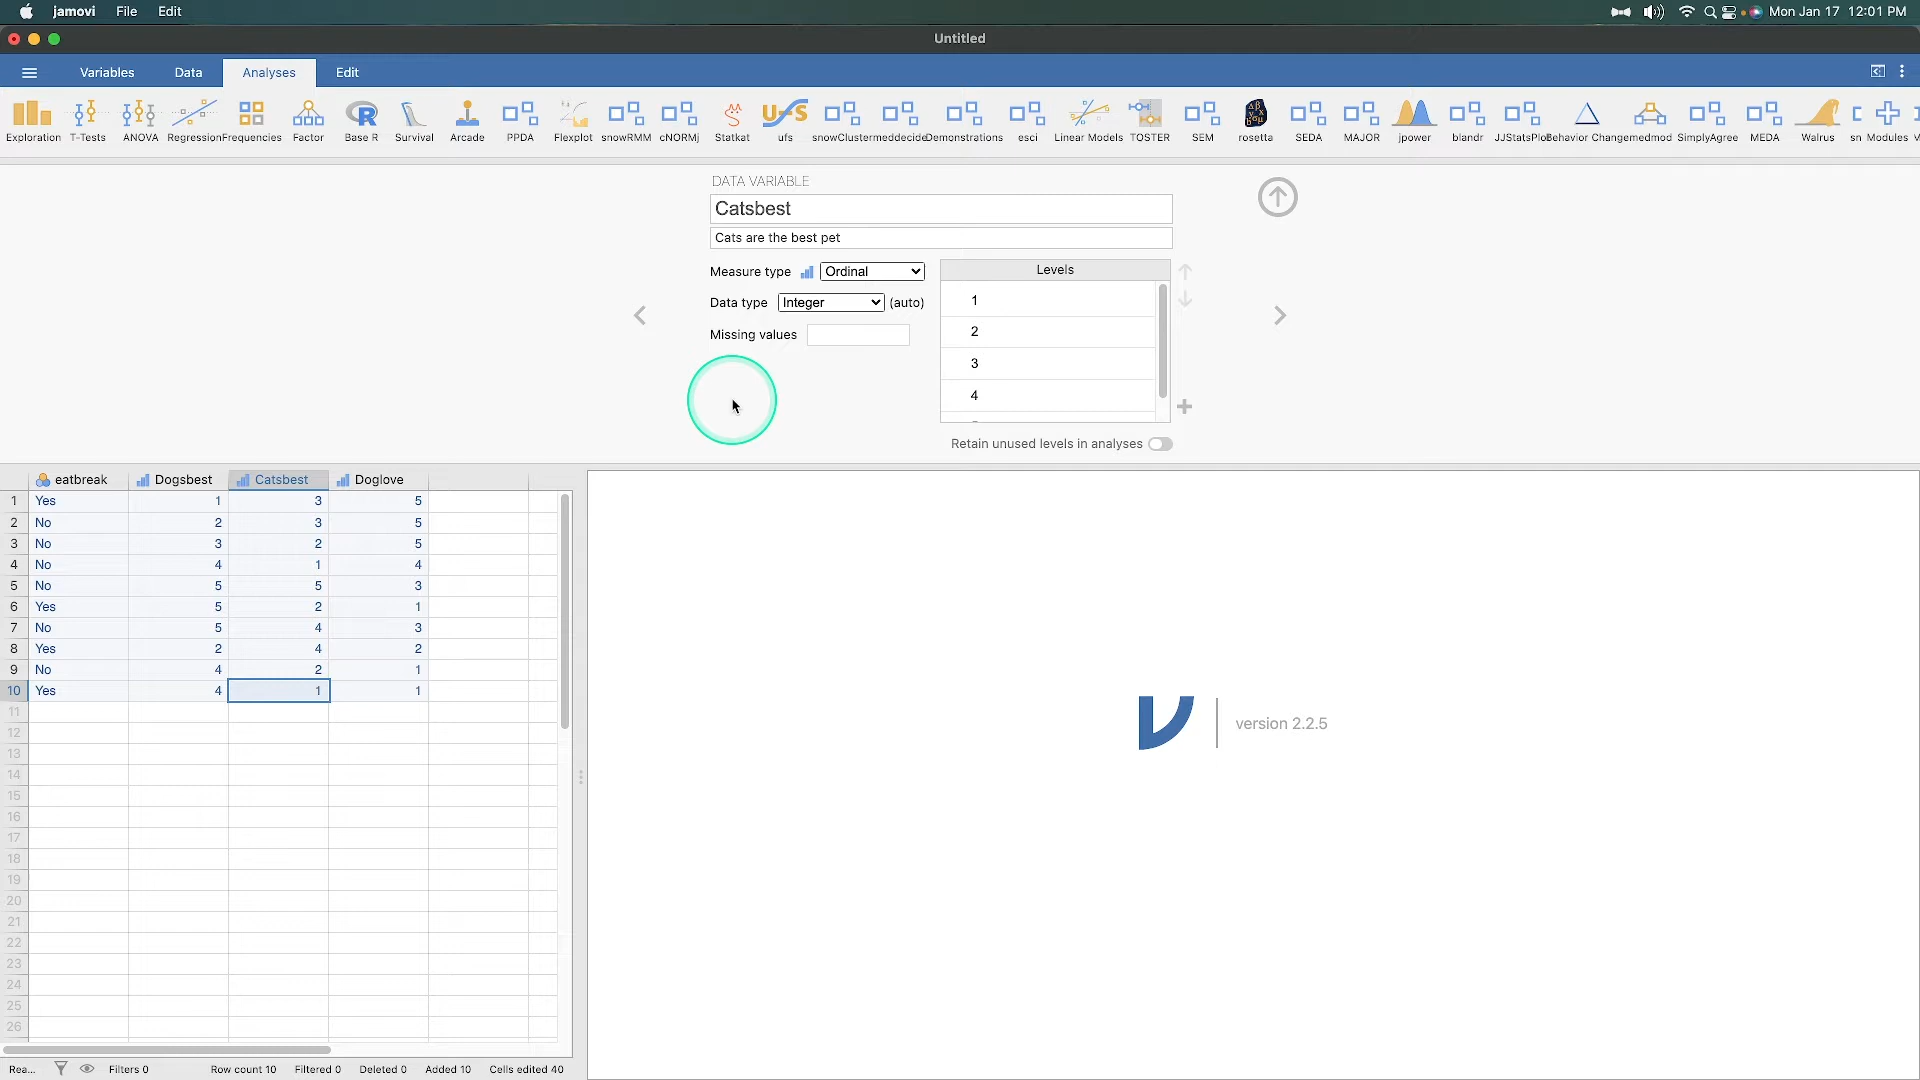 jamovi File Edit Mon Jan 17 12:01 PM
Untitled
Variables Data Analyses Edit
Exploration T-Tests ANOVA Regression Frequencies Factor Base R Survival Arcade PPDA Flexplot snowRMM cNORMj Statkat ufs snowCluster meddecide Demonstrations esci Linear Models TOSTER SEM rosetta SEDA MAJOR jpower blandr JJStatsPlo Behavior Change medmod SimplyAgree MEDA Walrus sn Modules
DATA VARIABLE
Catsbest
Cats are the best pet
Measure type Ordinal
Data type Integer (auto)
Missing values
Levels
1
2
3
4
Retain unused levels in analyses
eatbreak Dogsbest Catsbest Doglove
1 Yes 1 3 5
2 No 2 3 5
3 No 3 2 5
4 No 4 1 4
5 No 5 5 3
6 Yes 5 2 1
7 No 5 4 3
8 Yes 2 4 2
9 No 4 2 1
10 Yes 4 1 1
11
12
13
14
15
16
17
18
19
20
21
22
23
24
25
26
version 2.2.5
Rea... Filters 0 Row count 10 Filtered 0 Deleted 0 Added 10 Cells edited 40